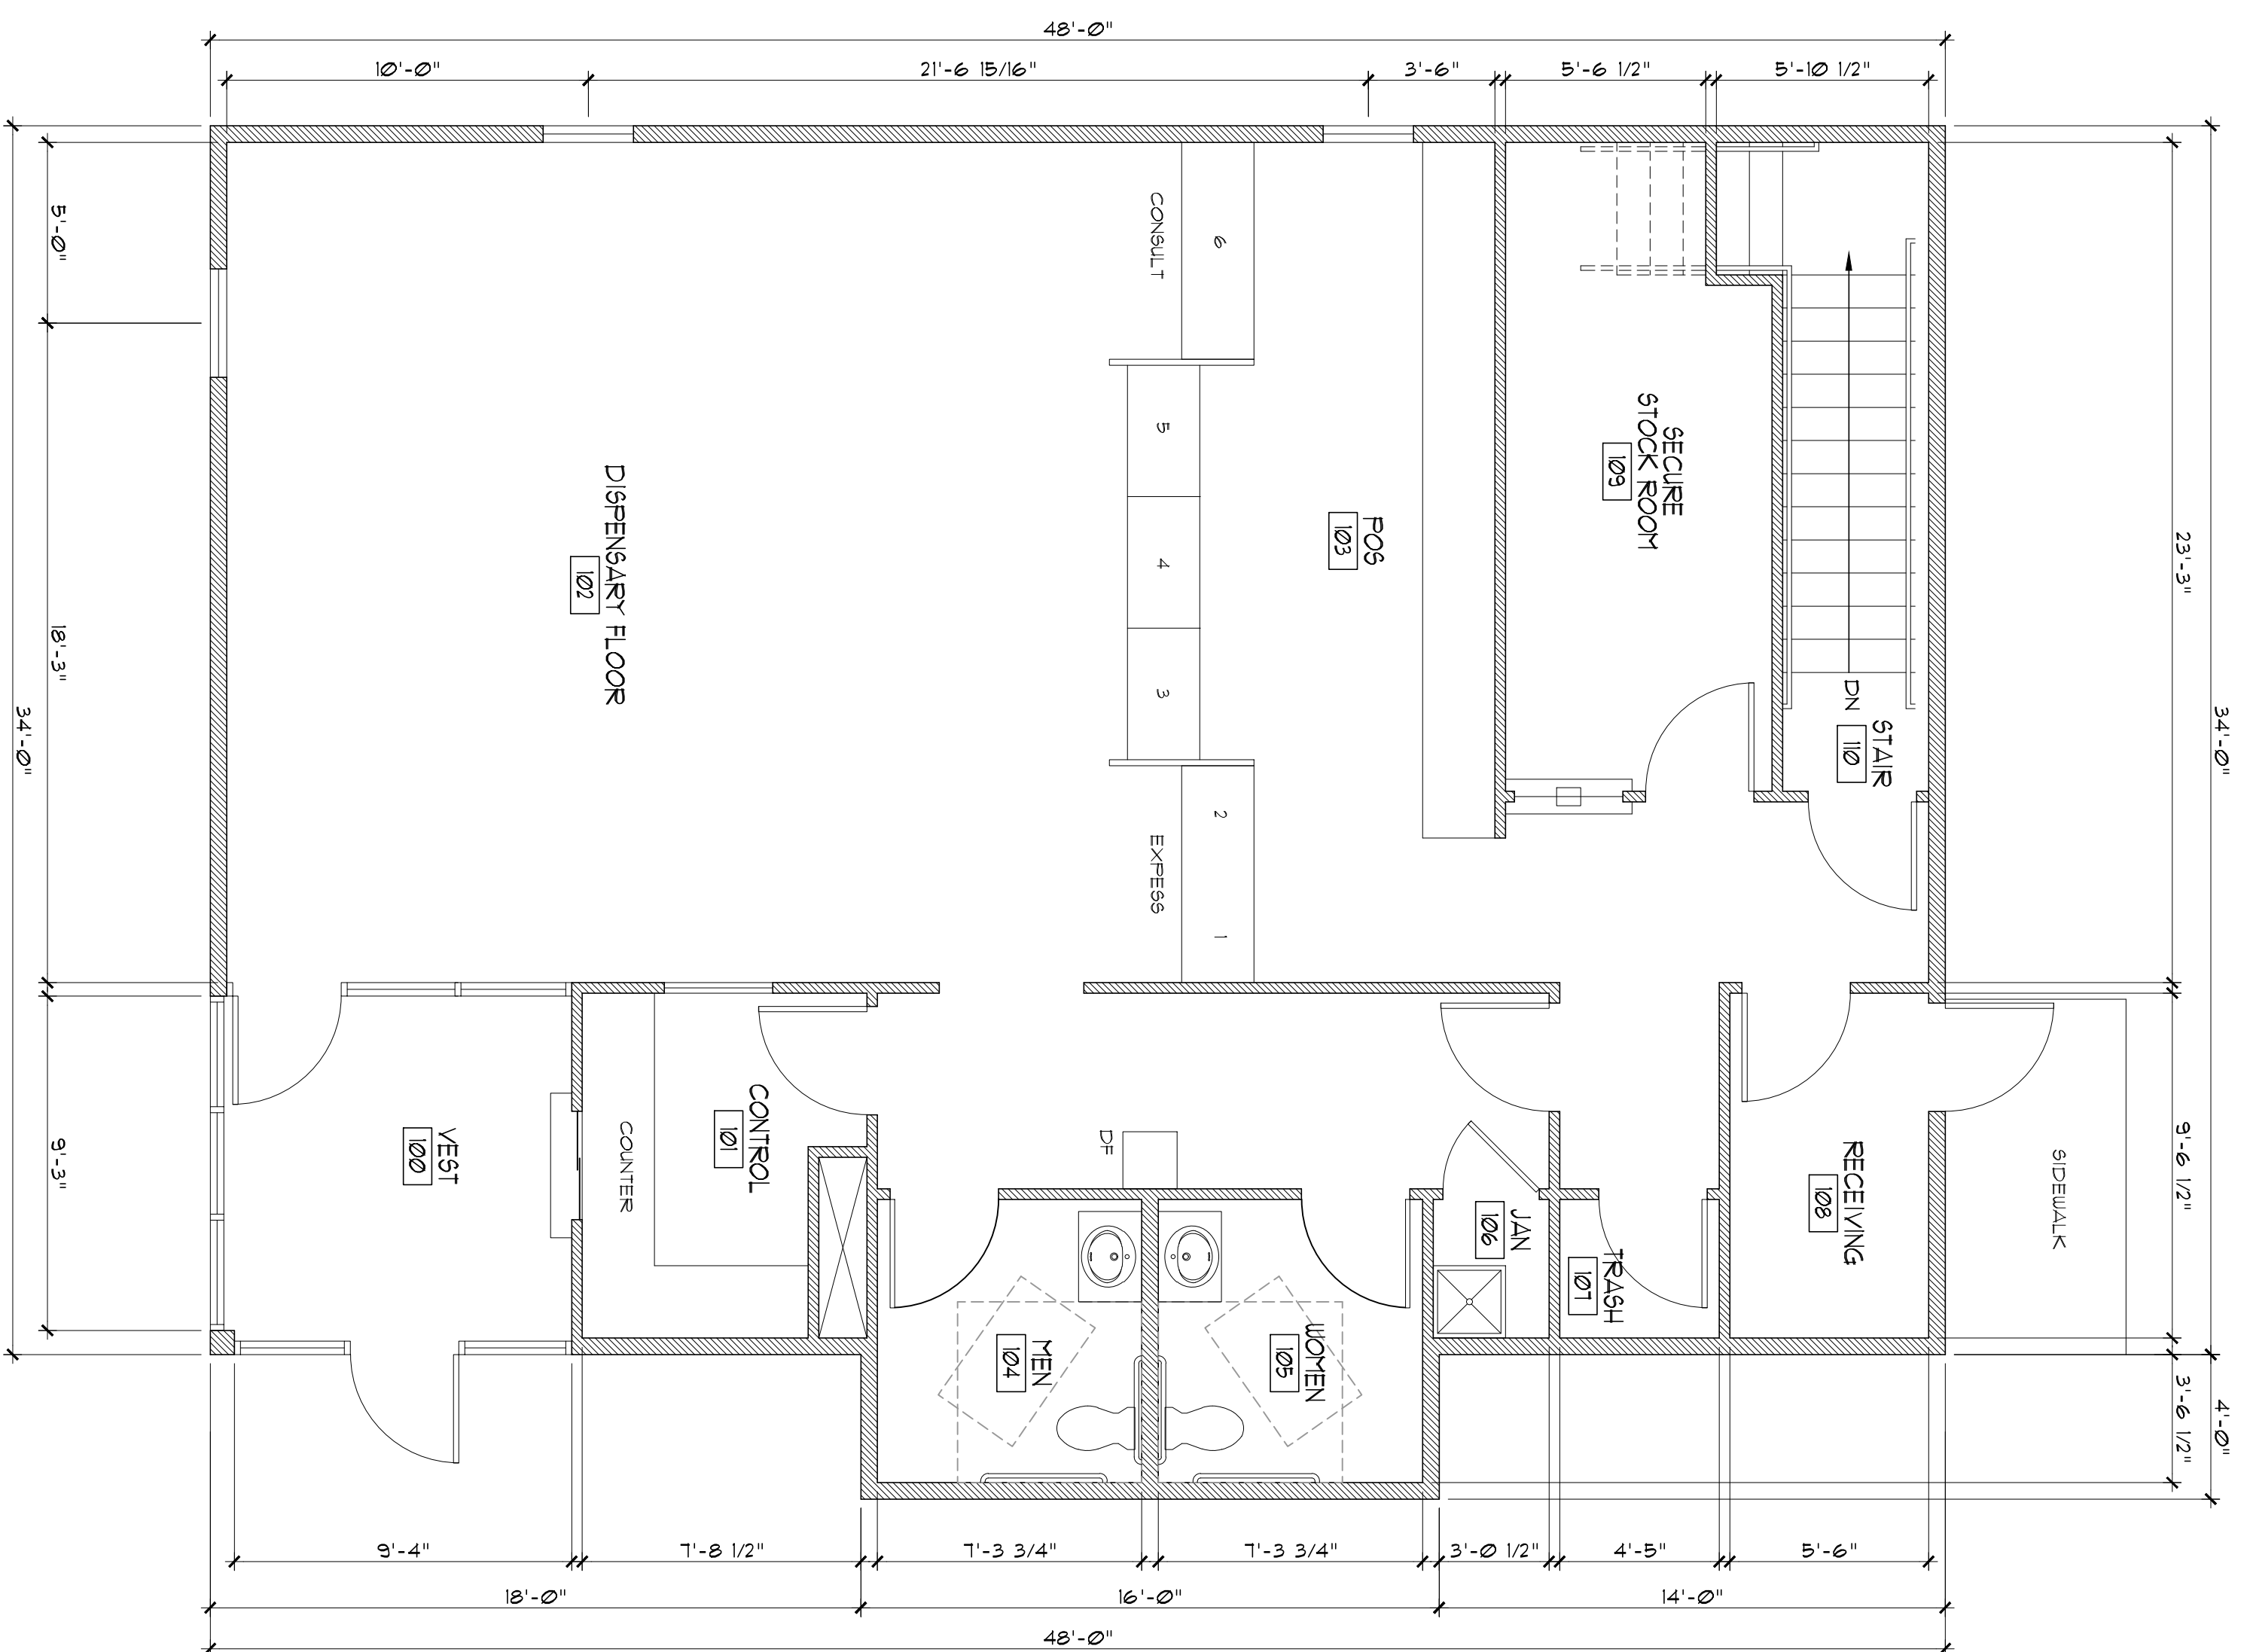 48'-0"
10'-0"
21'-6 15/16"
3'-6"
5'-6 1/2"
5'-10 1/2"
5'-0"
18'-3"
9'-3"
34'-0"
23'-3"
9'-6 1/2"
3'-6 1/2"
34'-0"
4'-0"
CONSULT
6
5
4
3
2
1
EXPRESS
DISPENSARY FLOOR
102
POS
103
SECURE
STOCK ROOM
109
DN
STAIR
110
VEST
100
COUNTER
CONTROL
101
DF
MEN
104
WOMEN
105
JAN
106
TRASH
107
RECEIVING
108
SIDEWALK
9'-4"
7'-8 1/2"
7'-3 3/4"
7'-3 3/4"
3'-0 1/2"
4'-5"
5'-6"
18'-0"
16'-0"
14'-0"
48'-0"